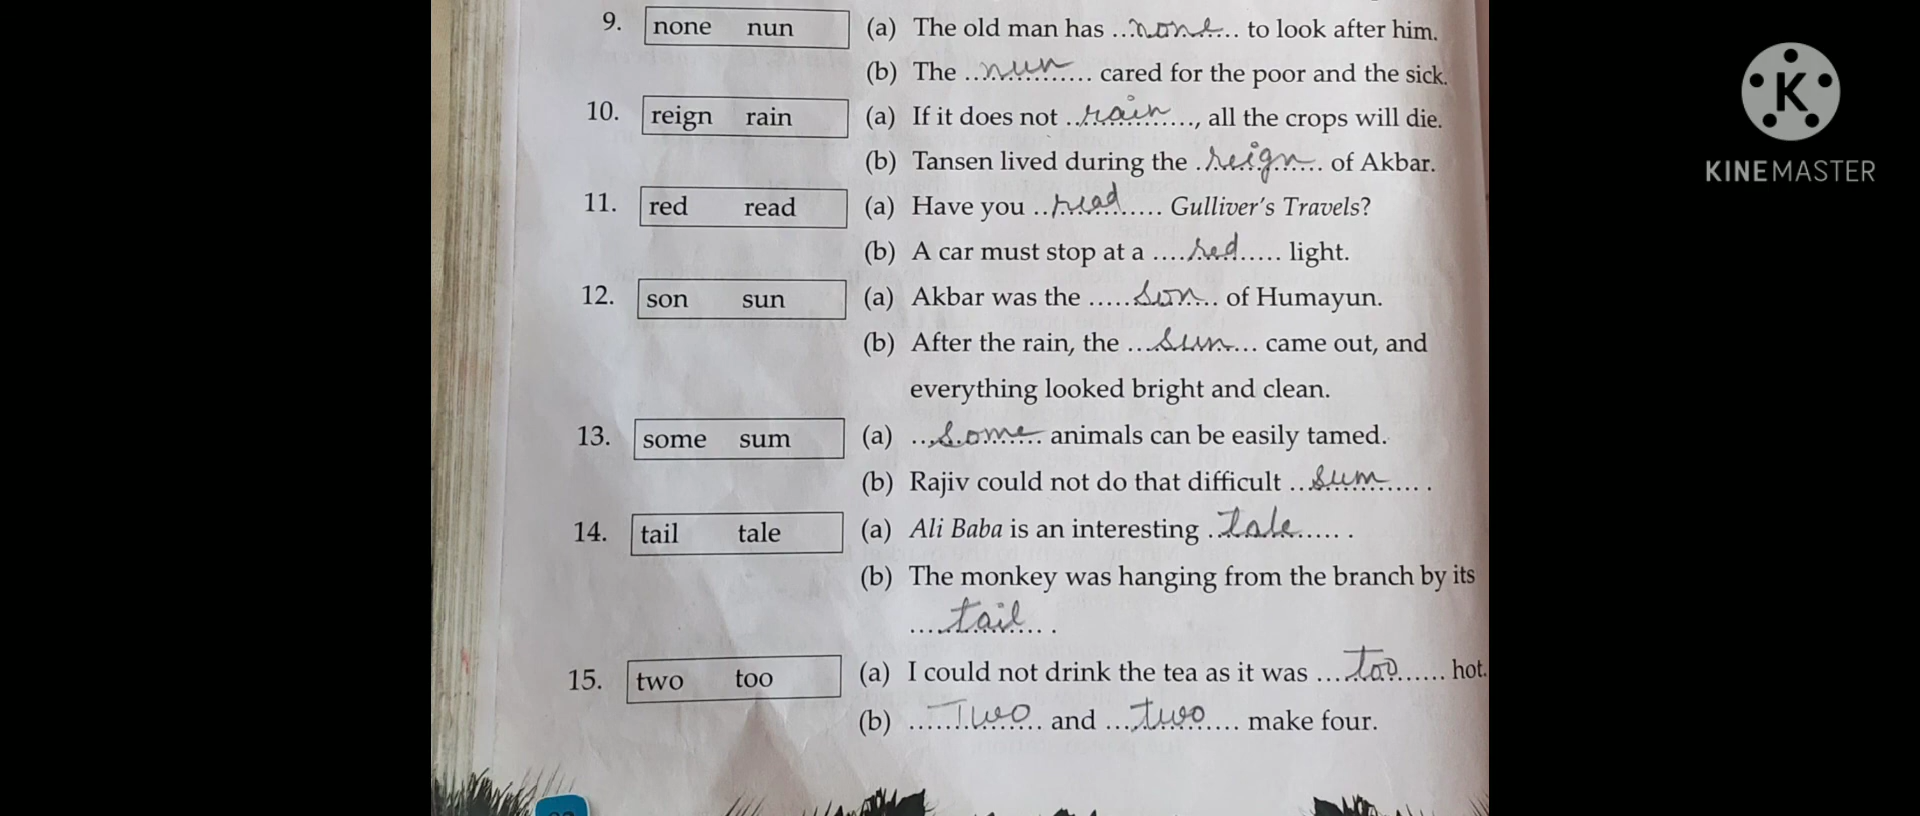 9. none nun (a) The old man has ...none... to look after him.
(b) The ...nun... cared for the poor and the sick.
10. reign rain (a) If it does not ...rain..., all the crops will die.
(b) Tansen lived during the ...reign... of Akbar.
11. red read (a) Have you ...read... Gulliver's Travels?
(b) A car must stop at a ...red... light.
12. son sun (a) Akbar was the ...son... of Humayun.
(b) After the rain, the ...sun... came out, and
everything looked bright and clean.
13. some sum (a) ...some... animals can be easily tamed.
(b) Rajiv could not do that difficult ...sum... .
14. tail tale (a) Ali Baba is an interesting ...tale... .
(b) The monkey was hanging from the branch by its
...tail... .
15. two too (a) I could not drink the tea as it was ...too... hot.
(b) ...Two... and ...two... make four.
K
KINEMASTER